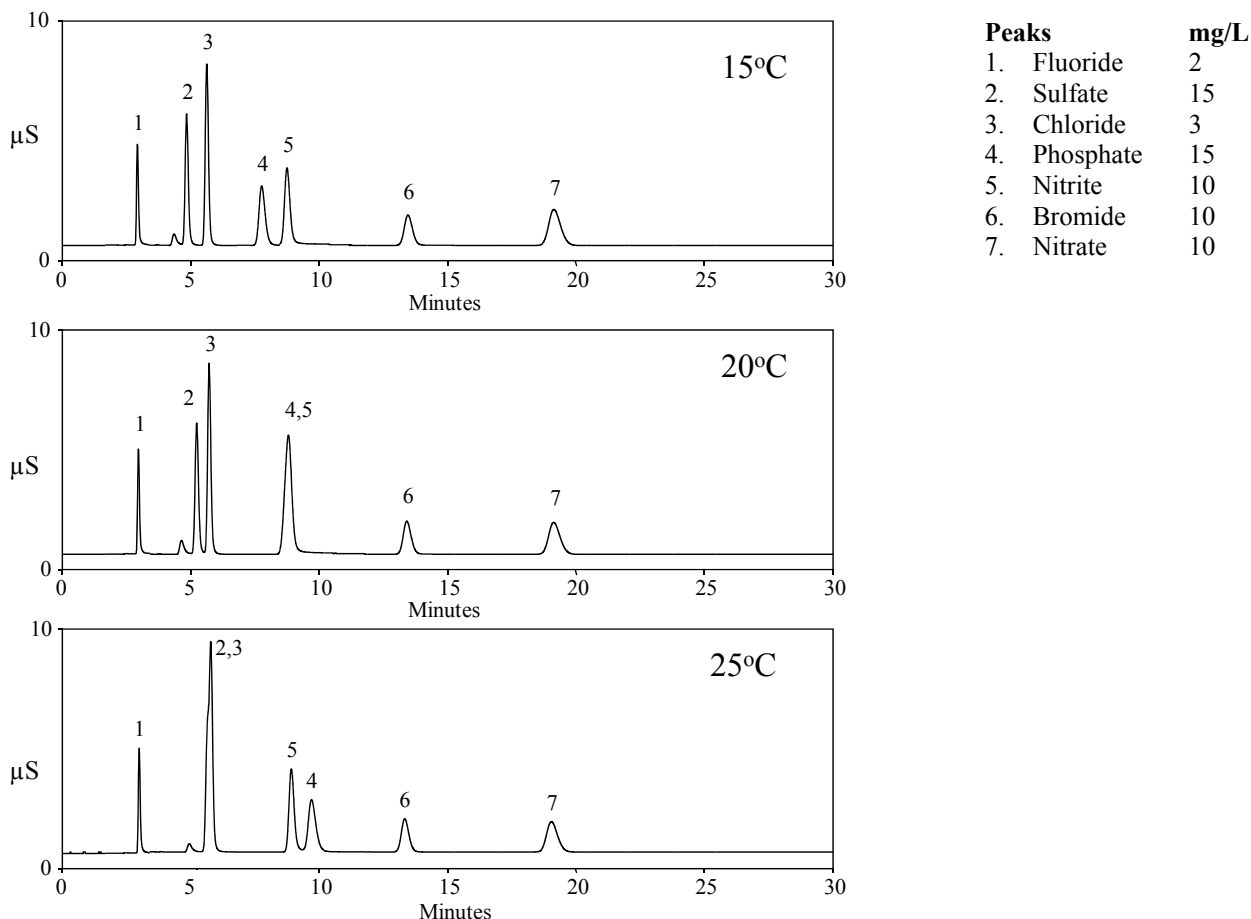 10
3
15ºC
2
1
µS
5
4
6
7
0
0 5 10 15 20 25 30
Minutes
10
3
20ºC
2
1
4,5
µS
6
7
0
0 5 10 15 20 25 30
Minutes
10
2,3
25ºC
1
5
µS
4
6
7
0
0 5 10 15 20 25 30
Minutes
Peaks mg/L
1. Fluoride 2
2. Sulfate 15
3. Chloride 3
4. Phosphate 15
5. Nitrite 10
6. Bromide 10
7. Nitrate 10